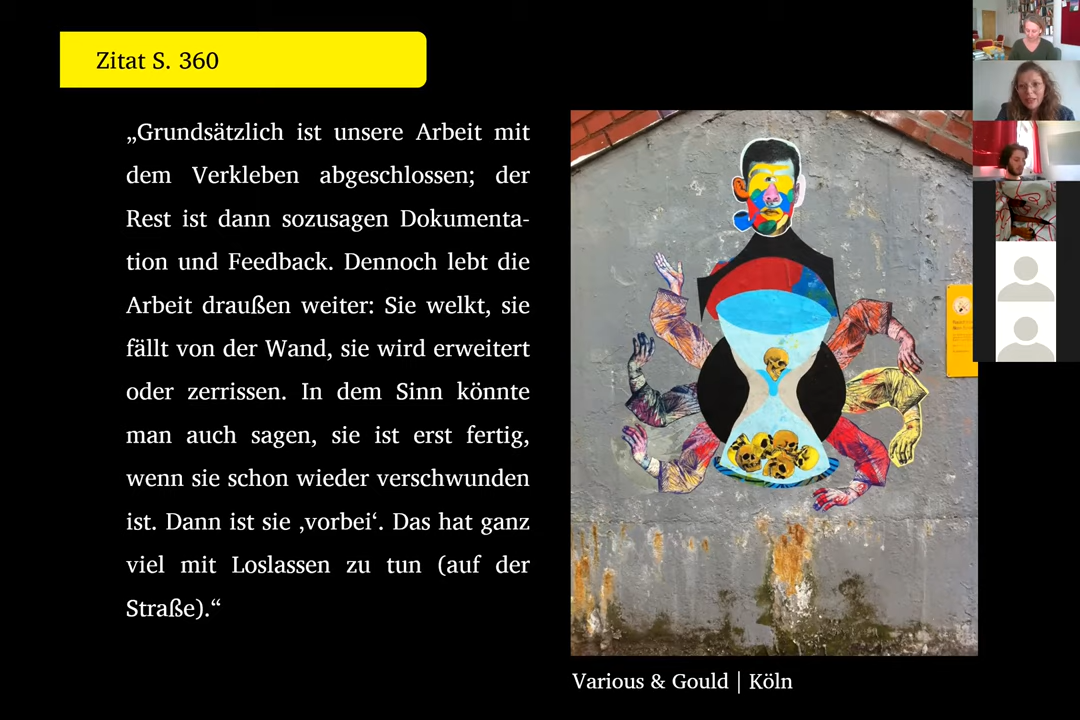 Zitat S. 360
„Grundsätzlich ist unsere Arbeit mit
dem Verkleben abgeschlossen; der
Rest ist dann sozusagen Dokumenta-
tion und Feedback. Dennoch lebt die
Arbeit draußen weiter: Sie welkt, sie
fällt von der Wand, sie wird erweitert
oder zerrissen. In dem Sinn könnte
man auch sagen, sie ist erst fertig,
wenn sie schon wieder verschwunden
ist. Dann ist sie ‚vorbei‘. Das hat ganz
viel mit Loslassen zu tun (auf der
Straße).“
Various & Gould | Köln